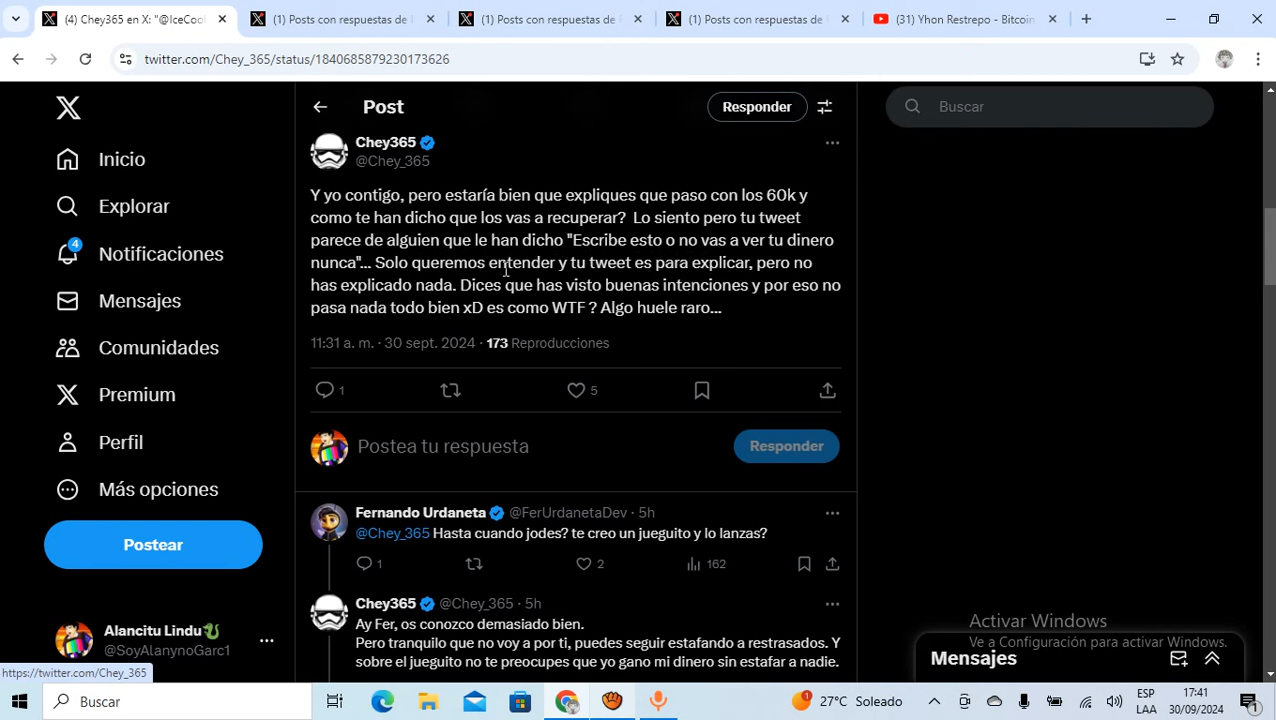 (4) Chey365 en X: "@IceCool
(1) Posts con respuestas de
(1) Posts con respuestas de
(1) Posts con respuestas de
(31) Yhon Restrepo - Bitcoin
twitter.com/Chey_365/status/1840685879230173626
Inicio
Explorar
4
Notificaciones
Mensajes
Comunidades
Premium
Perfil
Más opciones
Postear
Alancitu Lindu
@SoyAlanynoGarc1
https://twitter.com/Chey_365
Post
Responder
Chey365
@Chey_365
Y yo contigo, pero estaría bien que expliques que paso con los 60k y
como te han dicho que los vas a recuperar?  Lo siento pero tu tweet
parece de alguien que le han dicho "Escribe esto o no vas a ver tu dinero
nunca"... Solo queremos entender y tu tweet es para explicar, pero no
has explicado nada. Dices que has visto buenas intenciones y por eso no
pasa nada todo bien xD es como WTF ? Algo huele raro...
11:31 a. m. · 30 sept. 2024 · 173 Reproducciones
1
5
Postea tu respuesta
Responder
Fernando Urdaneta @FerUrdanetaDev · 5h
@Chey_365 Hasta cuando jodes? te creo un jueguito y lo lanzas?
1
2
162
Chey365 @Chey_365 · 5h
Ay Fer, os conozco demasiado bien.
Pero tranquilo que no voy a por ti, puedes seguir estafando a restrasados. Y
sobre el jueguito no te preocupes que yo gano mi dinero sin estafar a nadie.
Buscar
Activar Windows
Ve a Configuración para activar Windows.
Mensajes
Buscar
1
27°C Soleado
ESP
LAA
17:41
30/09/2024
1